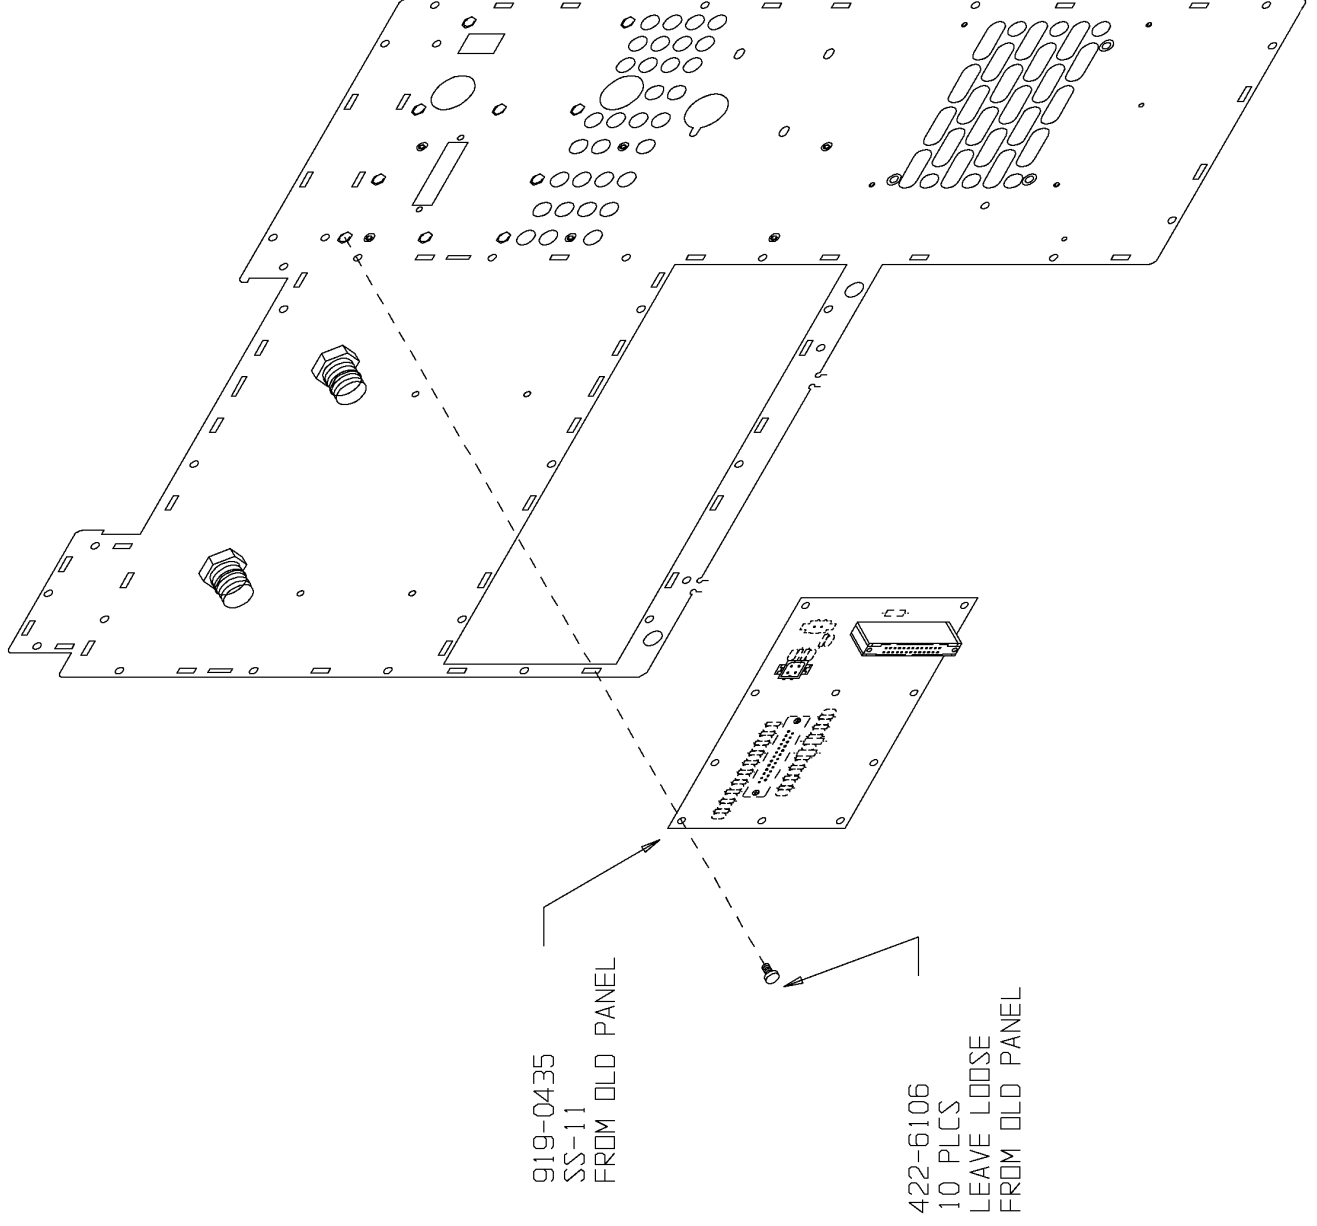 919-0435
SS-11
FROM OLD PANEL
422-6106
10 PLCS
LEAVE LOOSE
FROM OLD PANEL